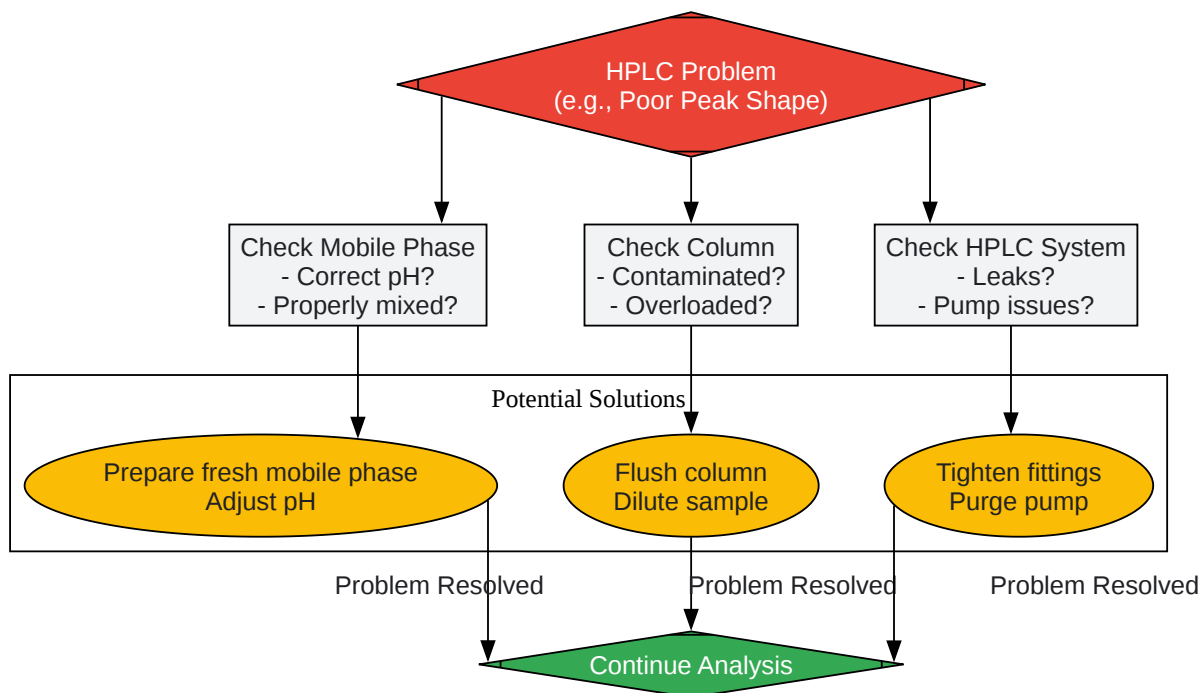 HPLC Problem
(e.g., Poor Peak Shape)
Check Mobile Phase
- Correct pH?
- Properly mixed?
Check Column
- Contaminated?
- Overloaded?
Check HPLC System
- Leaks?
- Pump issues?
Potential Solutions
Prepare fresh mobile phase
Adjust pH
Flush column
Dilute sample
Tighten fittings
Purge pump
Problem Resolved
Problem Resolved
Problem Resolved
Continue Analysis